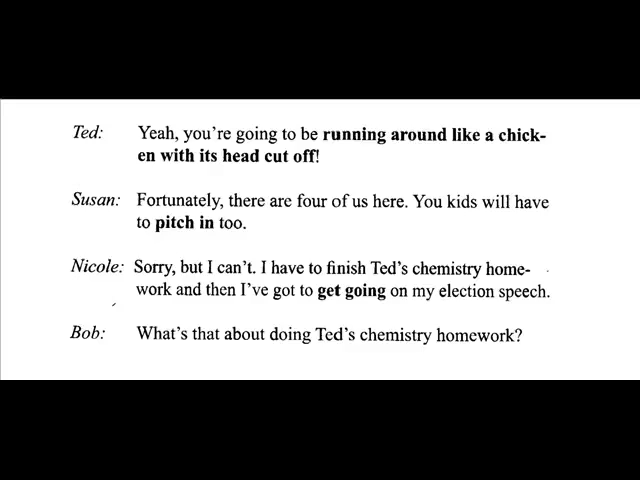 Ted: Yeah, you're going to be running around like a chick-
en with its head cut off!
Susan: Fortunately, there are four of us here. You kids will have
to pitch in too.
Nicole: Sorry, but I can't. I have to finish Ted's chemistry home-
work and then I've got to get going on my election speech.
Bob: What's that about doing Ted's chemistry homework?